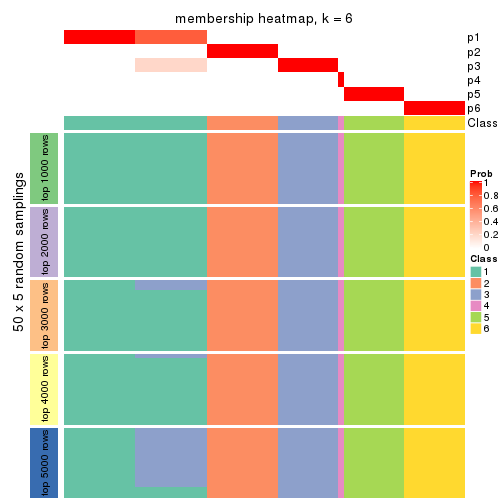 membership heatmap, k = 6
p1
p2
p3
p4
p5
p6
Class
50 x 5 random samplings
top 1000 rows
top 2000 rows
top 3000 rows
top 4000 rows
top 5000 rows
Prob
1
0.8
0.6
0.4
0.2
0
Class
1
2
3
4
5
6